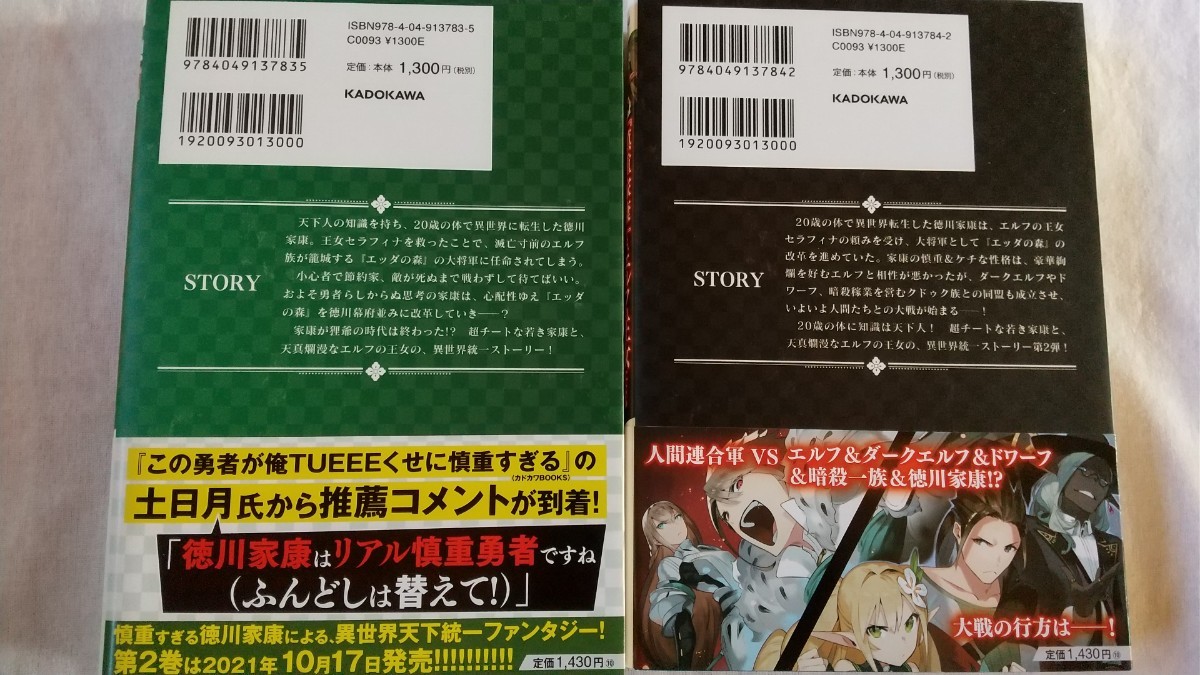 ISBN978-4-04-913783-5
C0093 ¥1300E
9784049137835
定価：本体 1,300円(税別)
KADOKAWA
1920093013000
STORY
天下人の知識を持ち、20歳の体で異世界に転生した徳川
家康。王女セラフィナを救ったことで、滅亡寸前のエルフ
族が籠城する『エッダの森』の大将軍に任命されてしまう。
小心者で節約家、敵が死ぬまで戦わずして待てばいい。
およそ勇者らしからぬ思考の家康は、心配性ゆえ『エッダ
の森』を徳川幕府並みに改革していき──？
家康が狸爺の時代は終わった!?　超チートな若き家康と、
天真爛漫なエルフの王女の、異世界統一ストーリー！
『この勇者が俺TUEEEくせに慎重すぎる』の
(カドカワBOOKS)
土日月氏から推薦コメントが到着！
「徳川家康はリアル慎重勇者ですね
(ふんどしは替えて！)」
慎重すぎる徳川家康による、異世界天下統一ファンタジー！
第2巻は2021年10月17日発売!!!!!!!!!!
定価1,430円⑩
ISBN978-4-04-913784-2
C0093 ¥1300E
9784049137842
定価：本体 1,300円(税別)
KADOKAWA
1920093013000
STORY
20歳の体で異世界転生した徳川家康は、エルフの王女
セラフィナの頼みを受け、大将軍として『エッダの森』の
改革を進めていた。家康の慎重＆ケチな性格は、豪華絢
爛を好むエルフと相性が悪かったが、ダークエルフやド
ワーフ、暗殺稼業を営むクドゥク族との同盟も成立させ、
いよいよ人間たちとの大戦が始まる──！
20歳の体に知識は天下人！　超チートな若き家康と、
天真爛漫なエルフの王女の、異世界統一ストーリー第2弾！
人間連合軍 VS エルフ＆ダークエルフ＆ドワーフ
＆暗殺一族＆徳川家康!?
大戦の行方は──！
定価1,430円⑩